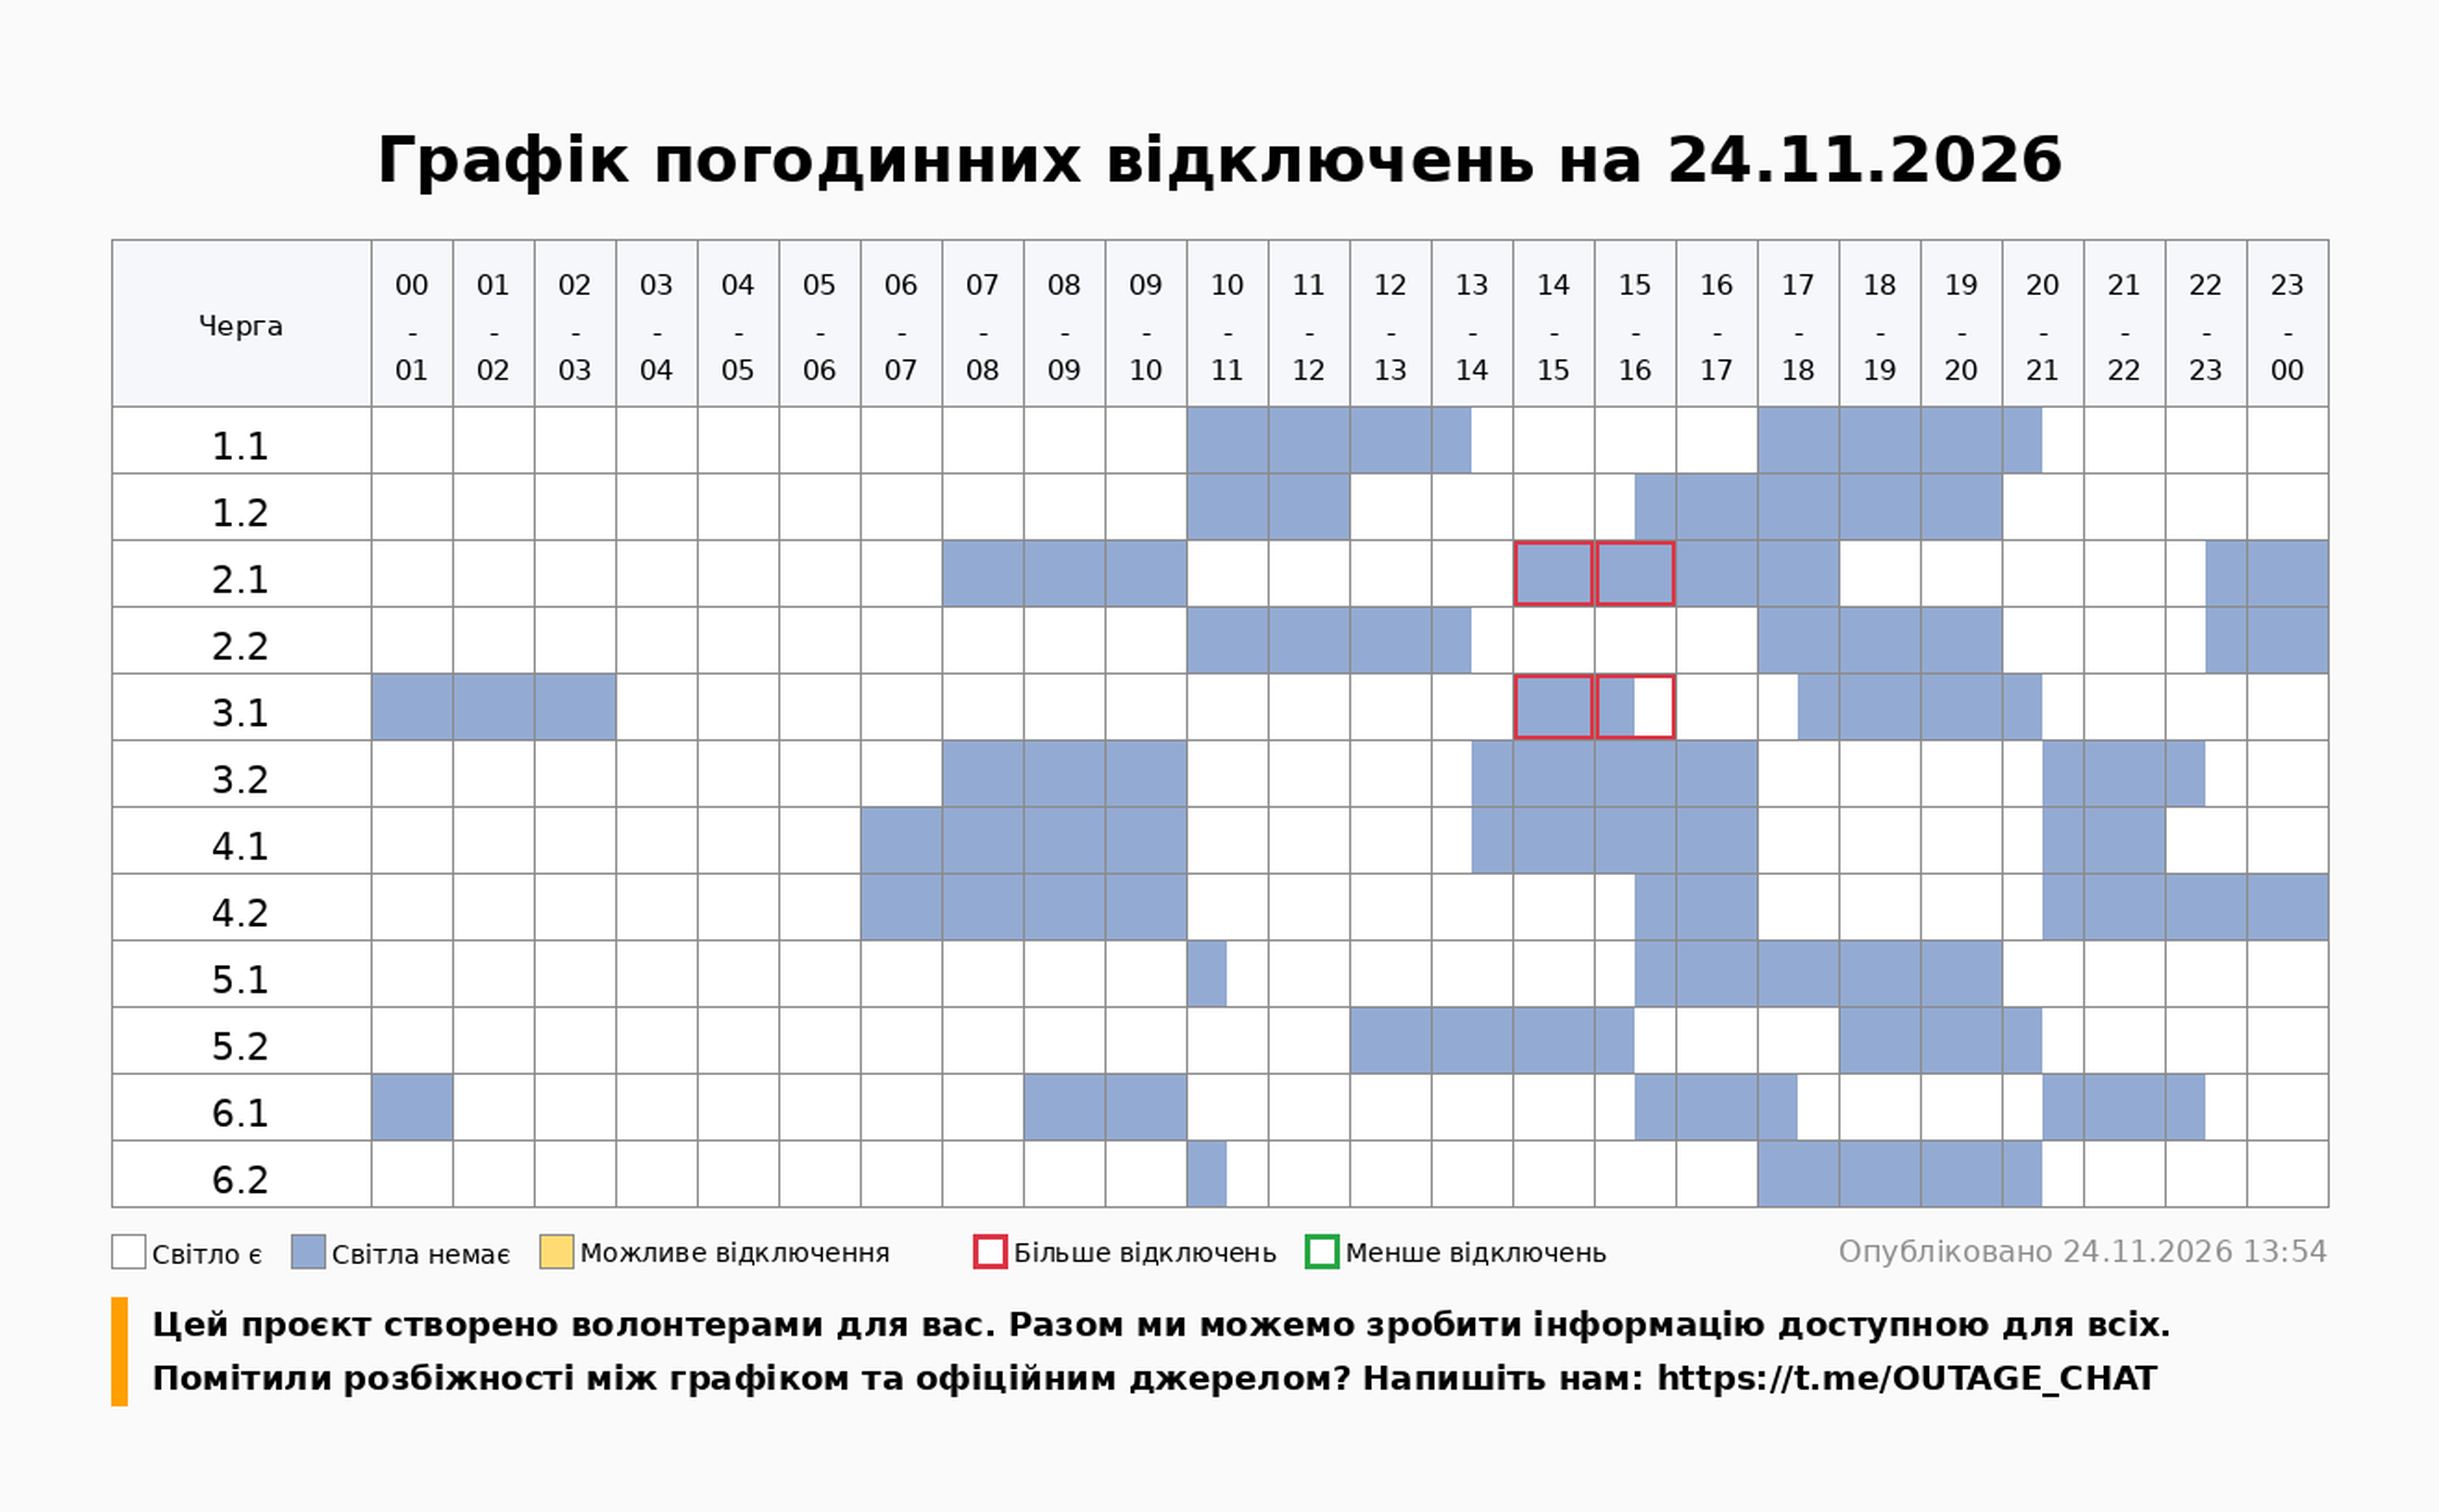 Графік погодинних відключень на 24.11.2026
Черга 00 - 01 01 - 02 02 - 03 03 - 04 04 - 05 05 - 06 06 - 07 07 - 08 08 - 09 09 - 10 10 - 11 11 - 12 12 - 13 13 - 14 14 - 15 15 - 16 16 - 17 17 - 18 18 - 19 19 - 20 20 - 21 21 - 22 22 - 23 23 - 00
1.1
1.2
2.1
2.2
3.1
3.2
4.1
4.2
5.1
5.2
6.1
6.2
Світло є Світла немає Можливе відключення Більше відключень Менше відключень Опубліковано 24.11.2026 13:54
Цей проєкт створено волонтерами для вас. Разом ми можемо зробити інформацію доступною для всіх.
Помітили розбіжності між графіком та офіційним джерелом? Напишіть нам: https://t.me/OUTAGE_CHAT